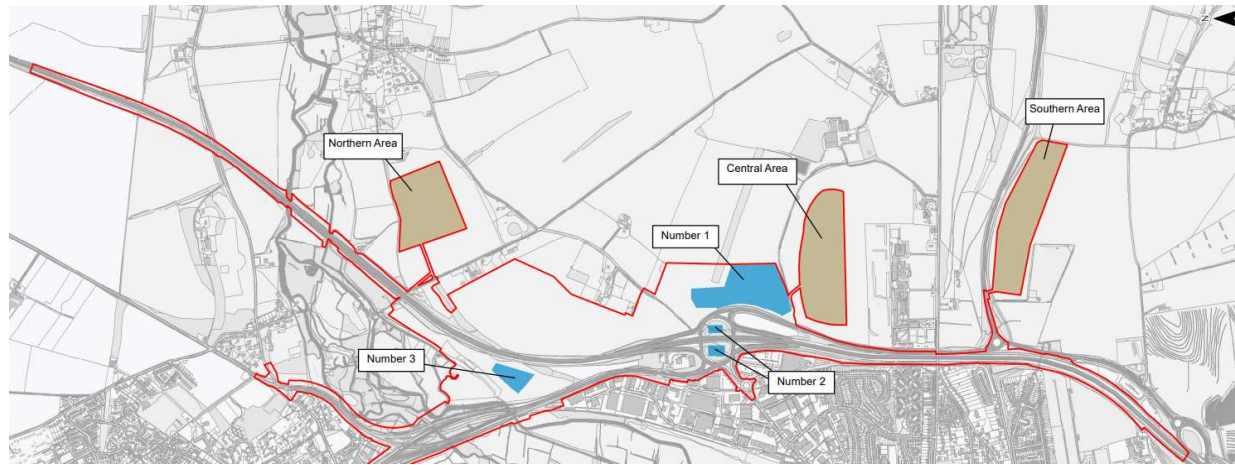 N
Southern Area
Northern Area
Central Area
Number 1
Number 3
Number 2